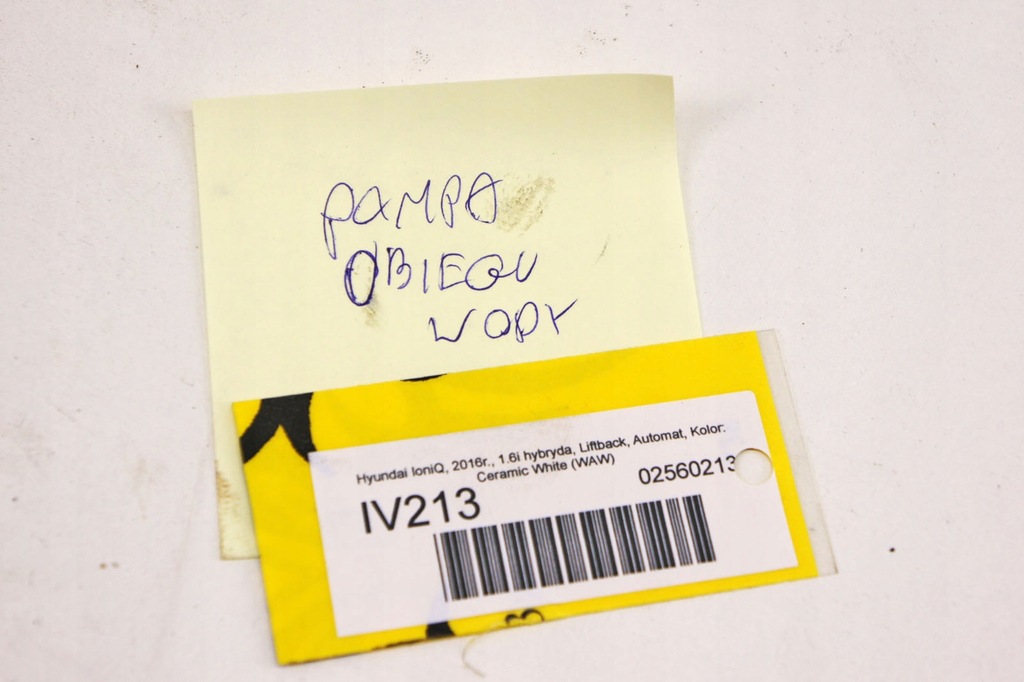 PAMPA
OBIEGU
WODY
Hyundai IoniQ, 2016r., 1.6i hybryda, Liftback, Automat, Kolor:
Ceramic White (WAW)
IV213
02560213